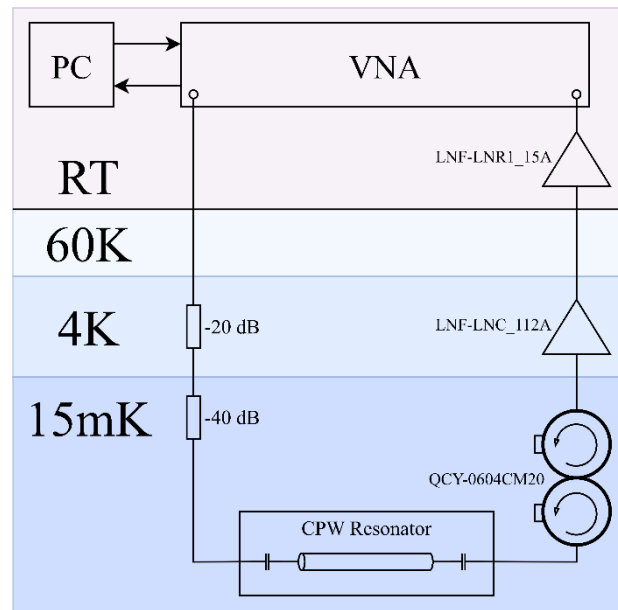 PC
VNA
LNF-LNR1_15A
RT
60K
4K
-20 dB
LNF-LNC_112A
15mK
-40 dB
QCY-0604CM20
CPW Resonator